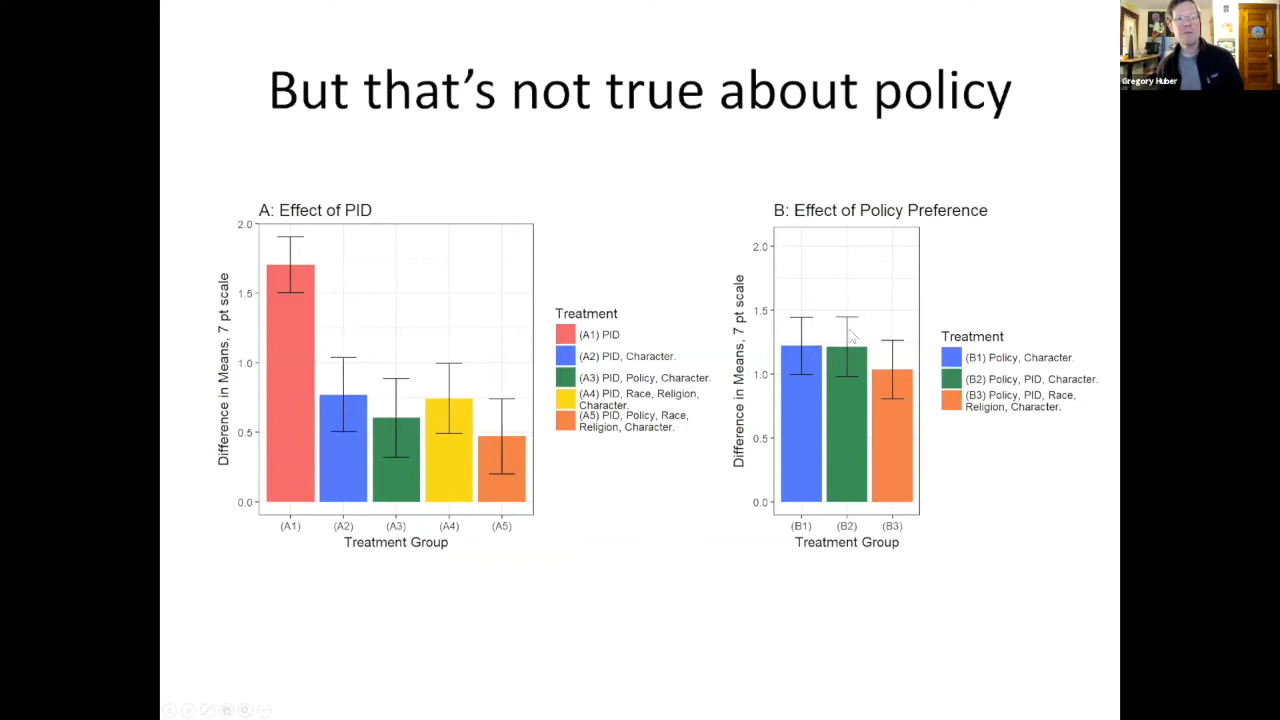 Gregory Huber
But that's not true about policy
A: Effect of PID
2.0
1.5
1.0
0.5
0.0
Difference in Means, 7 pt scale
(A1)
(A2)
(A3)
(A4)
(A5)
Treatment Group
Treatment
(A1) PID
(A2) PID, Character.
(A3) PID, Policy, Character.
(A4) PID, Race, Religion,
Character.
(A5) PID, Policy, Race,
Religion, Character.
B: Effect of Policy Preference
2.0
1.5
1.0
0.5
0.0
Difference in Means, 7 pt scale
(B1)
(B2)
(B3)
Treatment Group
Treatment
(B1) Policy, Character.
(B2) Policy, PID, Character.
(B3) Policy, PID, Race,
Religion, Character.